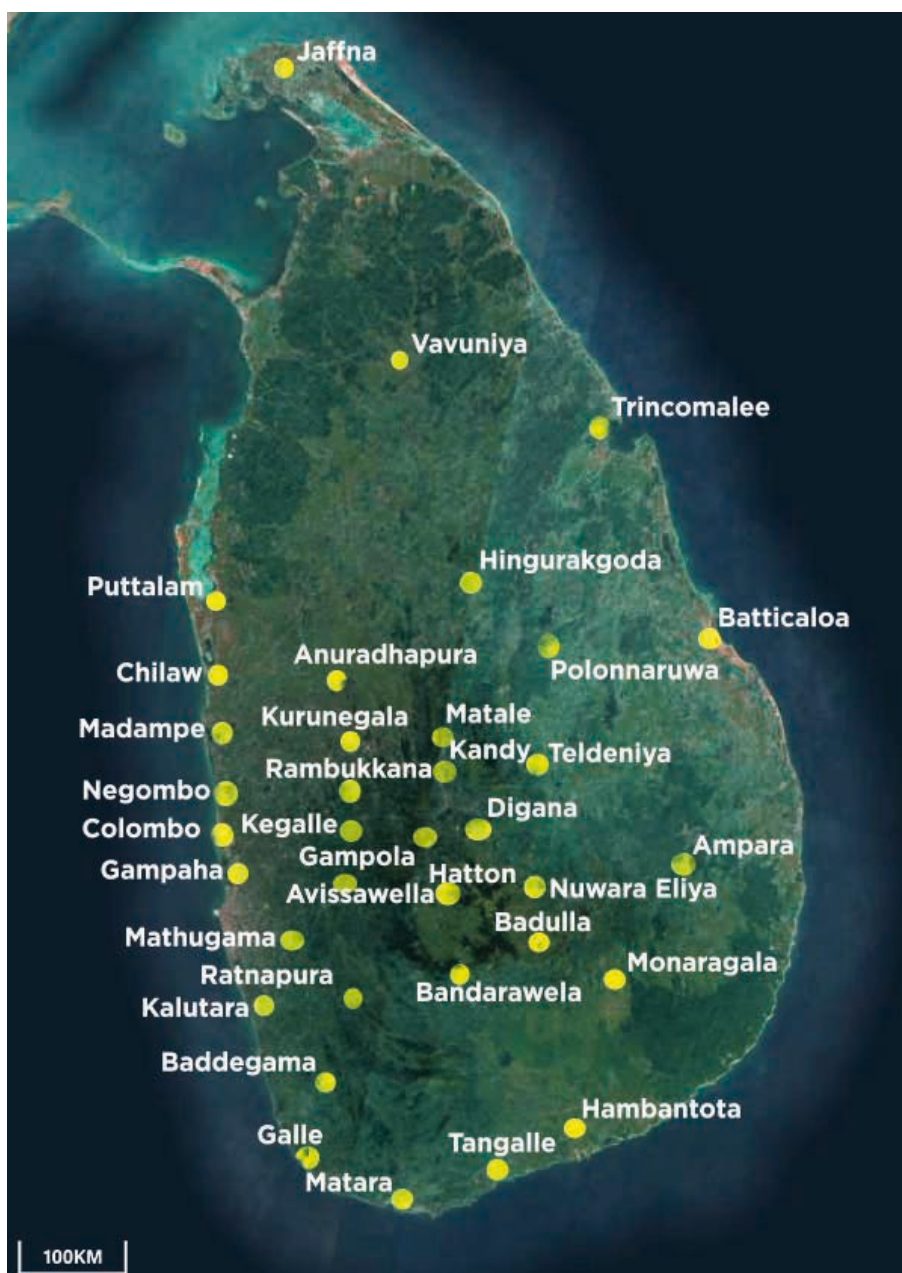 Jaffna
Vavuniya
Trincomalee
Hingurakgoda
Puttalam
Batticaloa
Anuradhapura
Polonnaruwa
Chilaw
Kurunegala
Matale
Madampe
Kandy
Teldeniya
Rambukkana
Negombo
Digana
Colombo
Kegalle
Ampara
Gampola
Gampaha
Hatton
Avissawella
Nuwara Eliya
Badulla
Mathugama
Monaragala
Ratnapura
Bandarawela
Kalutara
Baddegama
Hambantota
Galle
Tangalle
Matara
100KM